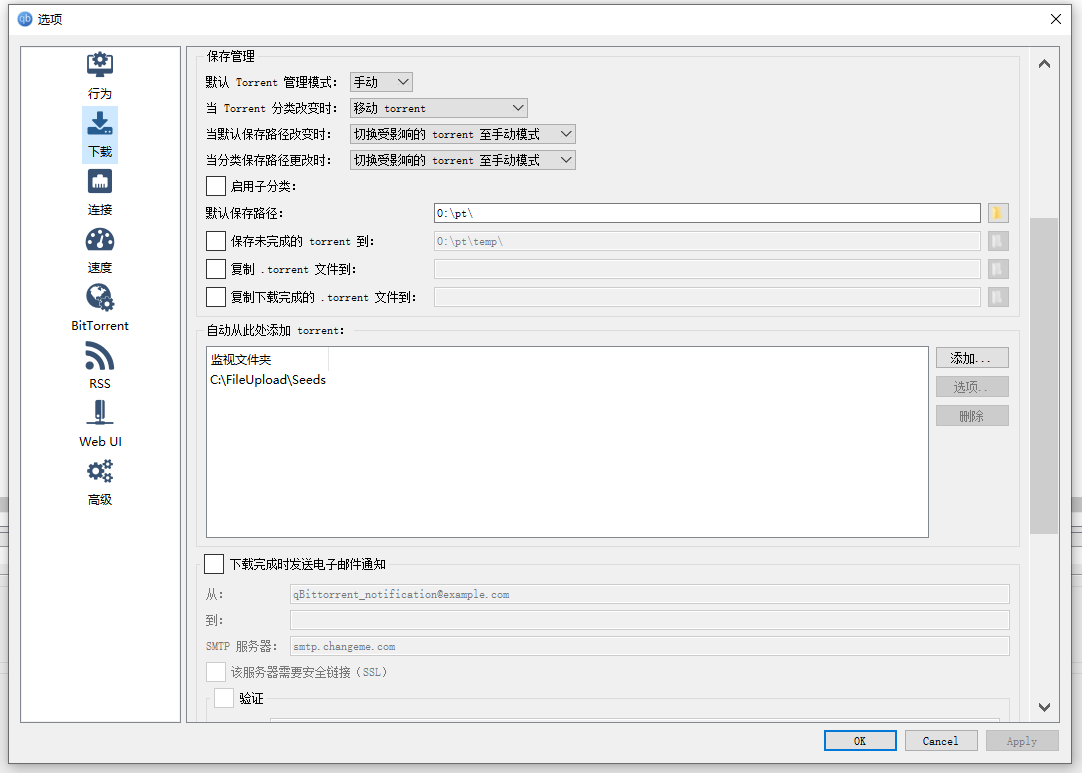 选项
行为
下载
连接
速度
BitTorrent
RSS
Web UI
高级
保存管理
默认 Torrent 管理模式: 手动
当 Torrent 分类改变时: 移动 torrent
当默认保存路径改变时: 切换受影响的 torrent 至手动模式
当分类保存路径更改时: 切换受影响的 torrent 至手动模式
启用子分类:
默认保存路径: O:\pt\
保存未完成的 torrent 到: O:\pt\temp\
复制 .torrent 文件到:
复制下载完成的 .torrent 文件到:
自动从此处添加 torrent:
监视文件夹
C:\FileUpload\Seeds
添加...
选项..
删除
下载完成时发送电子邮件通知
从: qBittorrent_notification@example.com
到:
SMTP 服务器: smtp.changeme.com
该服务器需要安全链接（SSL）
验证
OK Cancel Apply